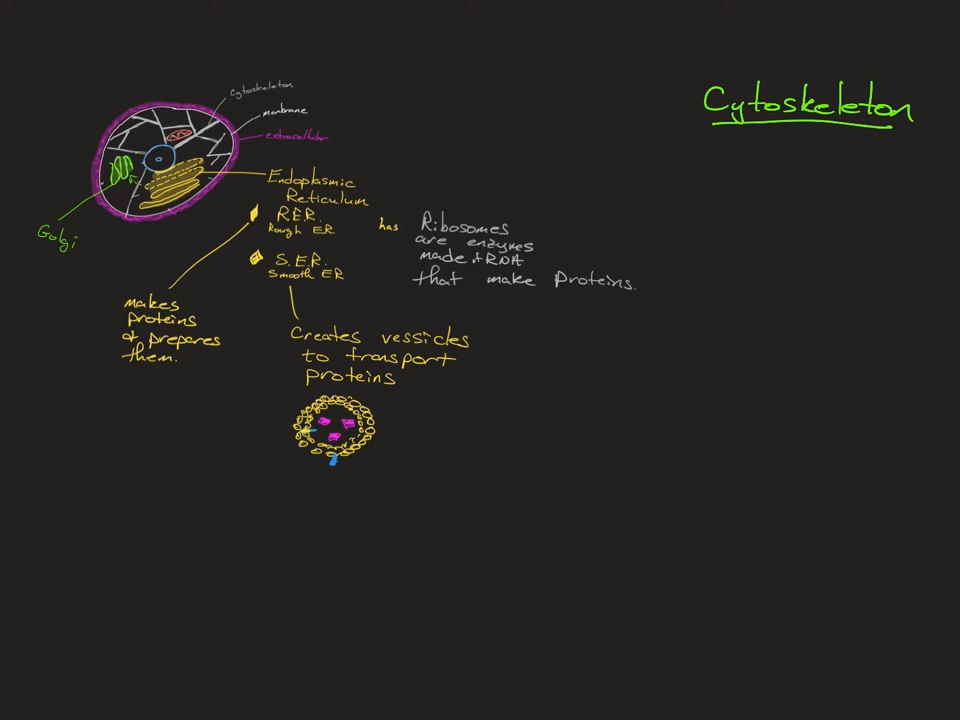 Cytoskeleton
Cytoskeleton
menbrane
extracellular
Endoplasmic
Reticulum
Golgi
R.E.R.
Rough ER.
has
Ribosomes
are enzymes
made of RNA
that make Proteins.
S.E.R.
Smooth ER
makes
proteins
& prepares
them.
Creates vessicles
to transport
proteins